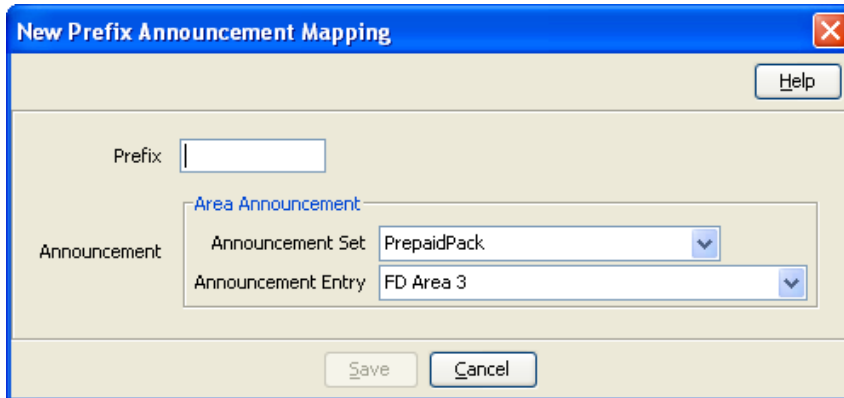 New Prefix Announcement Mapping
Help
Prefix
Area Announcement
Announcement
Announcement Set PrepaidPack
Announcement Entry FD Area 3
Save Cancel